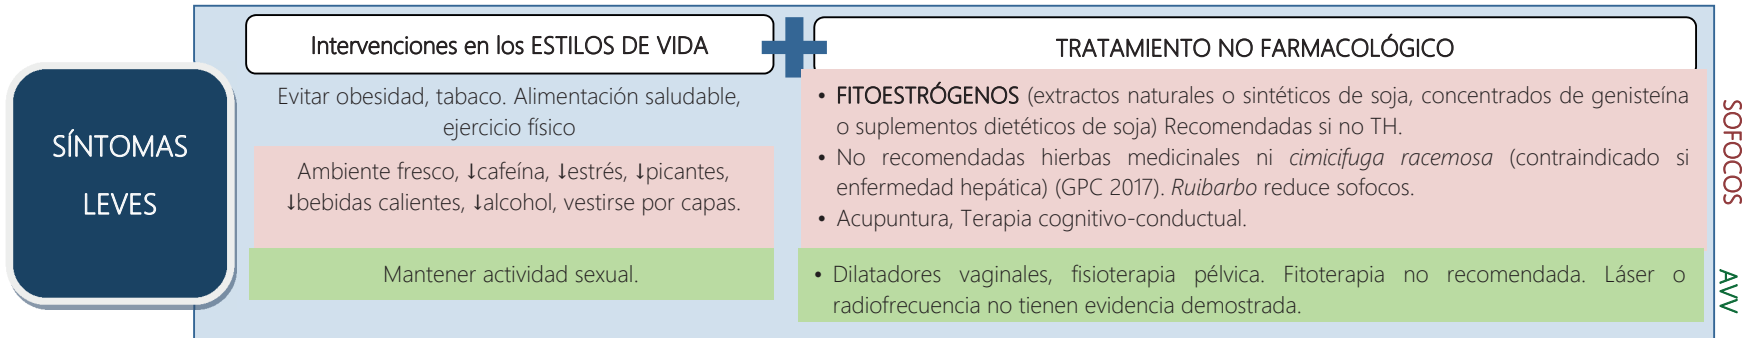 SÍNTOMAS
LEVES
Intervenciones en los ESTILOS DE VIDA
Evitar obesidad, tabaco. Alimentación saludable,
ejercicio físico
Ambiente fresco, ↓cafeína, ↓estrés, ↓picantes,
↓bebidas calientes, ↓alcohol, vestirse por capas.
Mantener actividad sexual.
TRATAMIENTO NO FARMACOLÓGICO
• FITOESTRÓGENOS (extractos naturales o sintéticos de soja, concentrados de genisteína
o suplementos dietéticos de soja) Recomendadas si no TH.
• No recomendadas hierbas medicinales ni cimicifuga racemosa (contraindicado si
enfermedad hepática) (GPC 2017). Ruibarbo reduce sofocos.
• Acupuntura, Terapia cognitivo-conductual.
• Dilatadores vaginales, fisioterapia pélvica. Fitoterapia no recomendada. Láser o
radiofrecuencia no tienen evidencia demostrada.
SOFOCOS
AVV